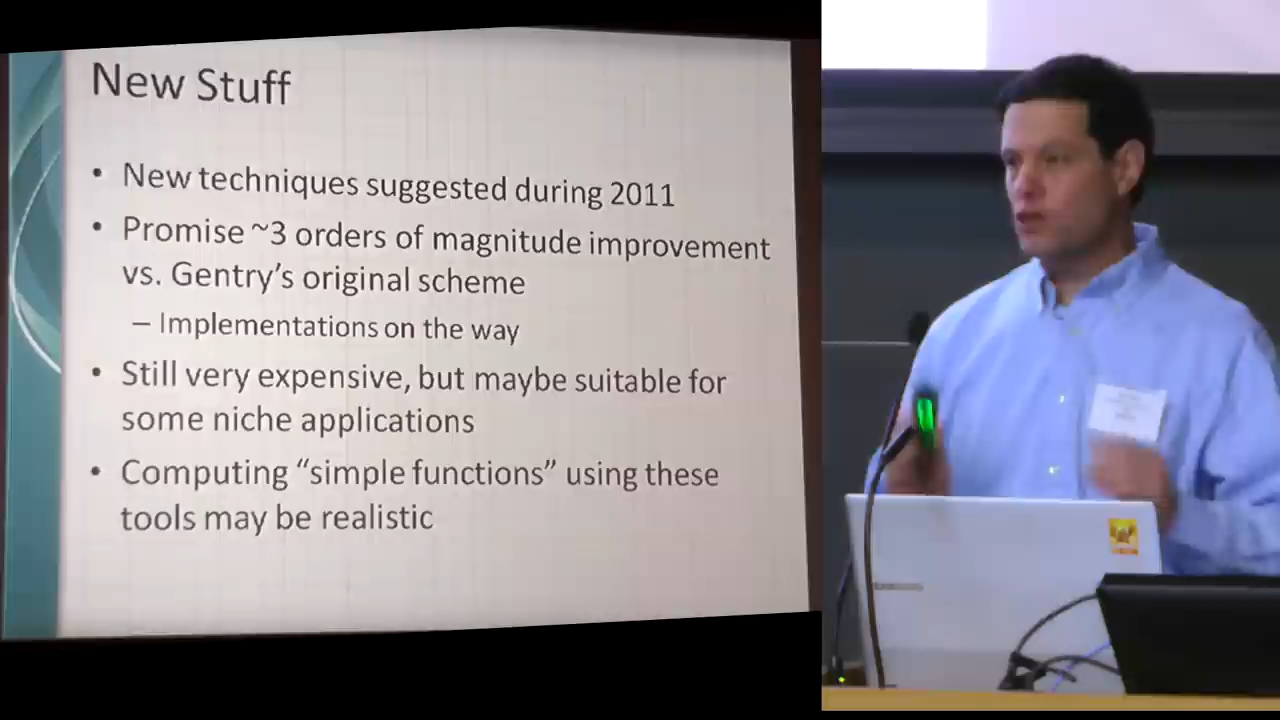 New Stuff
• New techniques suggested during 2011
• Promise ~3 orders of magnitude improvement
vs. Gentry's original scheme
– Implementations on the way
• Still very expensive, but maybe suitable for
some niche applications
• Computing “simple functions” using these
tools may be realistic